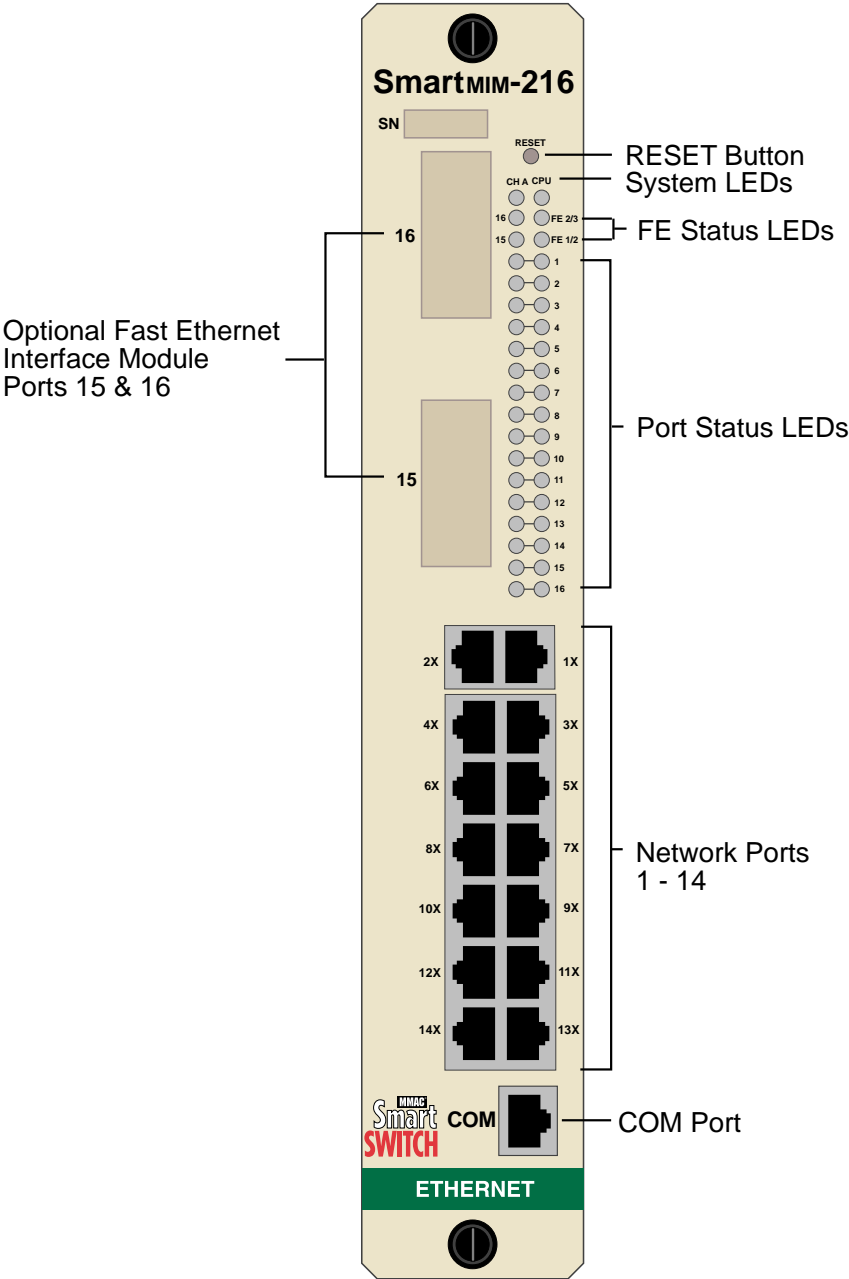 SmartMIM-216
SN
RESET
RESET Button
CH A CPU
System LEDs
16 FE 2/3
15 FE 1/2
FE Status LEDs
16
1
2
3
4
5
6
7
8
9
10
11
12
13
14
15
16
Optional Fast Ethernet
Interface Module
Ports 15 & 16
Port Status LEDs
15
2X 1X
4X 3X
6X 5X
8X 7X
10X 9X
12X 11X
14X 13X
Network Ports
1 - 14
MMAC
Smart
SWITCH
COM
COM Port
ETHERNET